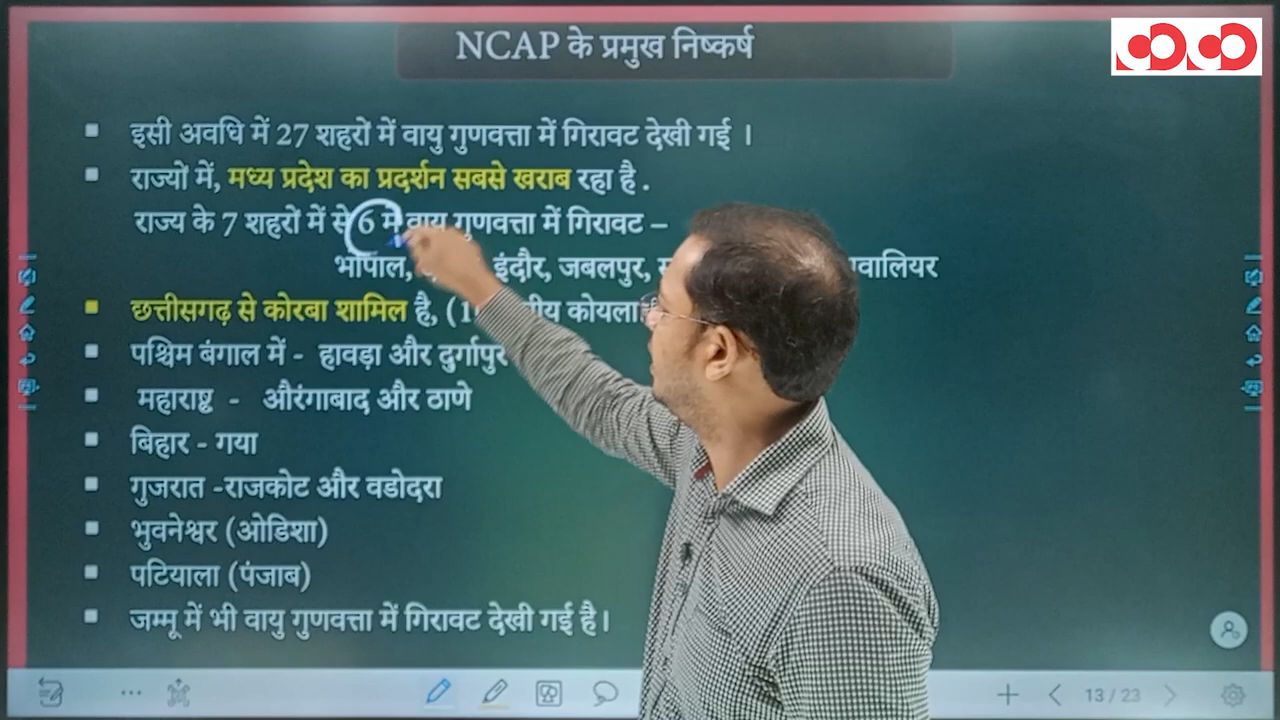 NCAP के प्रमुख निष्कर्ष
इसी अवधि में 27 शहरों में वायु गुणवत्ता में गिरावट देखी गई ।
राज्यों में, मध्य प्रदेश का प्रदर्शन सबसे खराब रहा है .
राज्य के 7 शहरों में से 6 में वायु गुणवत्ता में गिरावट –
भोपाल, इंदौर, जबलपुर, ग्वालियर
छत्तीसगढ़ से कोरबा शामिल है,
पश्चिम बंगाल में - हावड़ा और दुर्गापुर
महाराष्ट्र - औरंगाबाद और ठाणे
बिहार - गया
गुजरात -राजकोट और वडोदरा
भुवनेश्वर (ओडिशा)
पटियाला (पंजाब)
जम्मू में भी वायु गुणवत्ता में गिरावट देखी गई है।
13 / 23